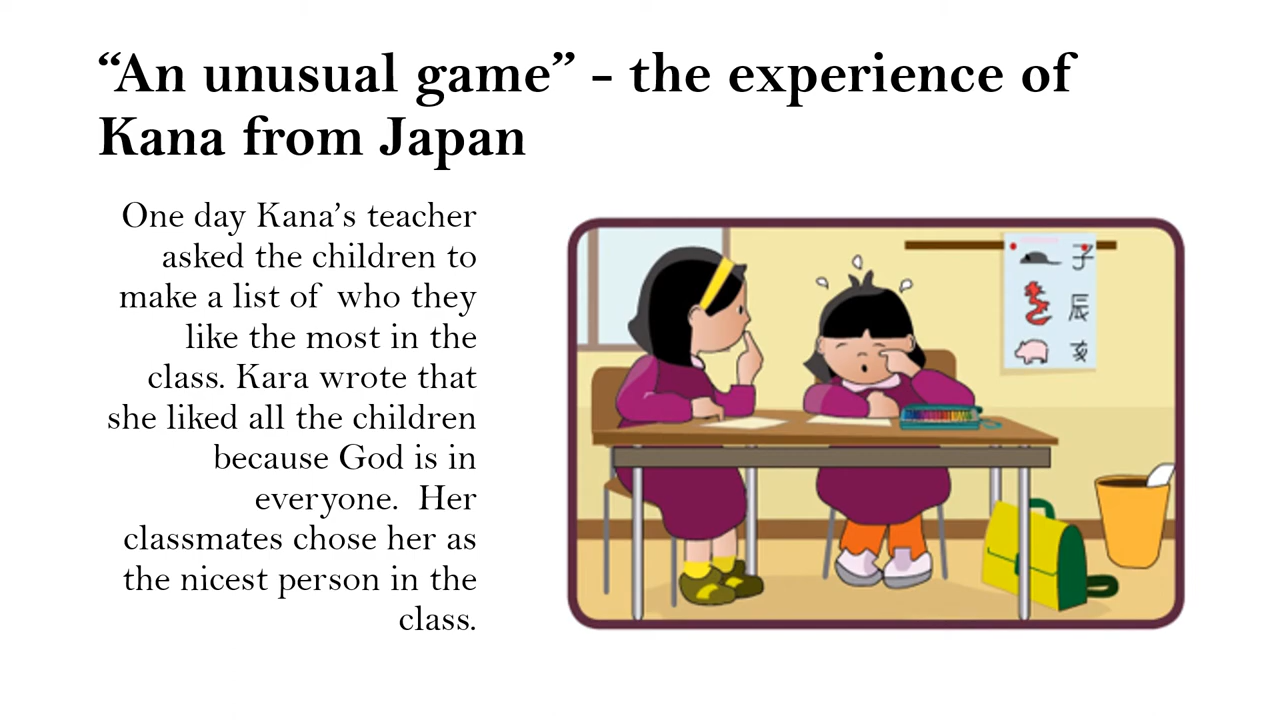 “An unusual game” - the experience of
Kana from Japan
One day Kana’s teacher
asked the children to
make a list of  who they
like the most in the
class. Kara wrote that
she liked all the children
because God is in
everyone.  Her
classmates chose her as
the nicest person in the
class.
子
辰
亥